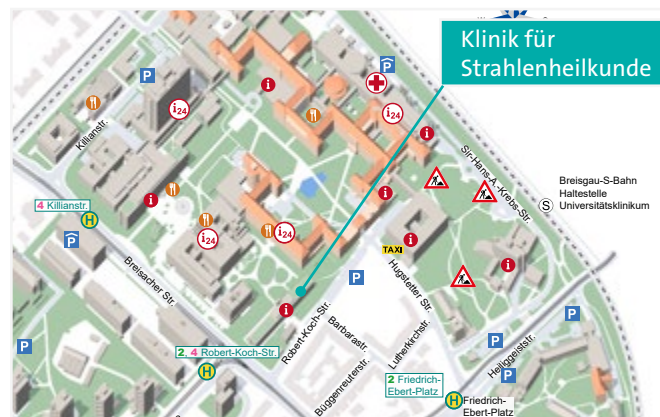 Klinik für
Strahlenheilkunde
P
P
i
i24
i24
i
Killianstr.
Sir-Hans-A.-Krebs-Str.
Breisgau-S-Bahn
Haltestelle
Universitätsklinikum
S
4 Killianstr.
H
P
i
i
i24
i24
TAXI
i
i
Breisacher Str.
P
Hugstetter Str.
i
Robert-Koch-Str.
Barbarastr.
Lutherkirchstr.
Büggenreuterstr.
P
P
P
2, 4 Robert-Koch-Str.
H
Heiliggeiststr.
2 Friedrich-
Ebert-Platz
H
Friedrich-
Ebert-Platz
P